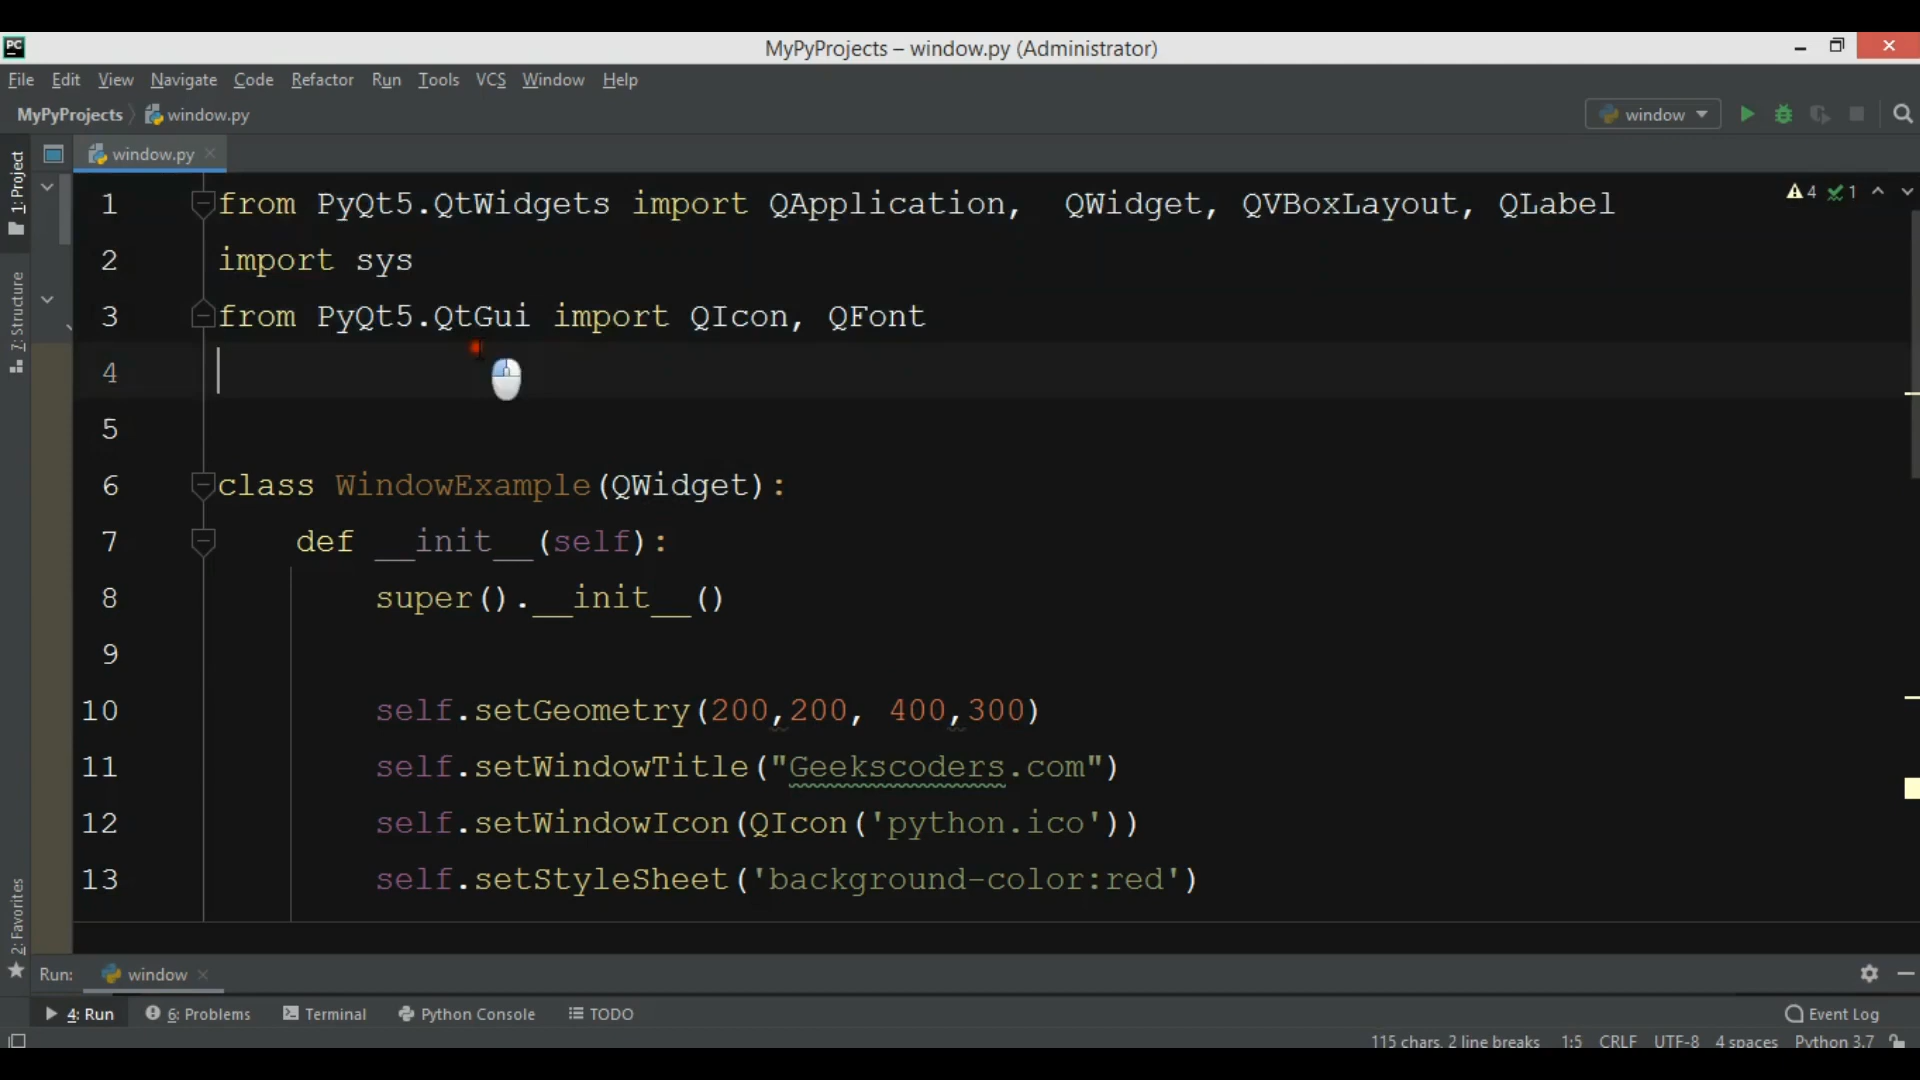 PC
MyPyProjects – window.py (Administrator)
File Edit View Navigate Code Refactor Run Tools VCS Window Help
MyPyProjects window.py
window
1: Project
window.py
4 1
1 from PyQt5.QtWidgets import QApplication,  QWidget, QVBoxLayout, QLabel
2 import sys
3 from PyQt5.QtGui import QIcon, QFont
4
5
6 class WindowExample(QWidget):
7     def __init__(self):
8         super().__init__()
9
10         self.setGeometry(200,200, 400,300)
11         self.setWindowTitle("Geekscoders.com")
12         self.setWindowIcon(QIcon('python.ico'))
13         self.setStyleSheet('background-color:red')
7: Structure
2: Favorites
Run: window
4: Run 6: Problems Terminal Python Console TODO Event Log
115 chars, 2 line breaks 1:5 CRLF UTF-8 4 spaces Python 3.7